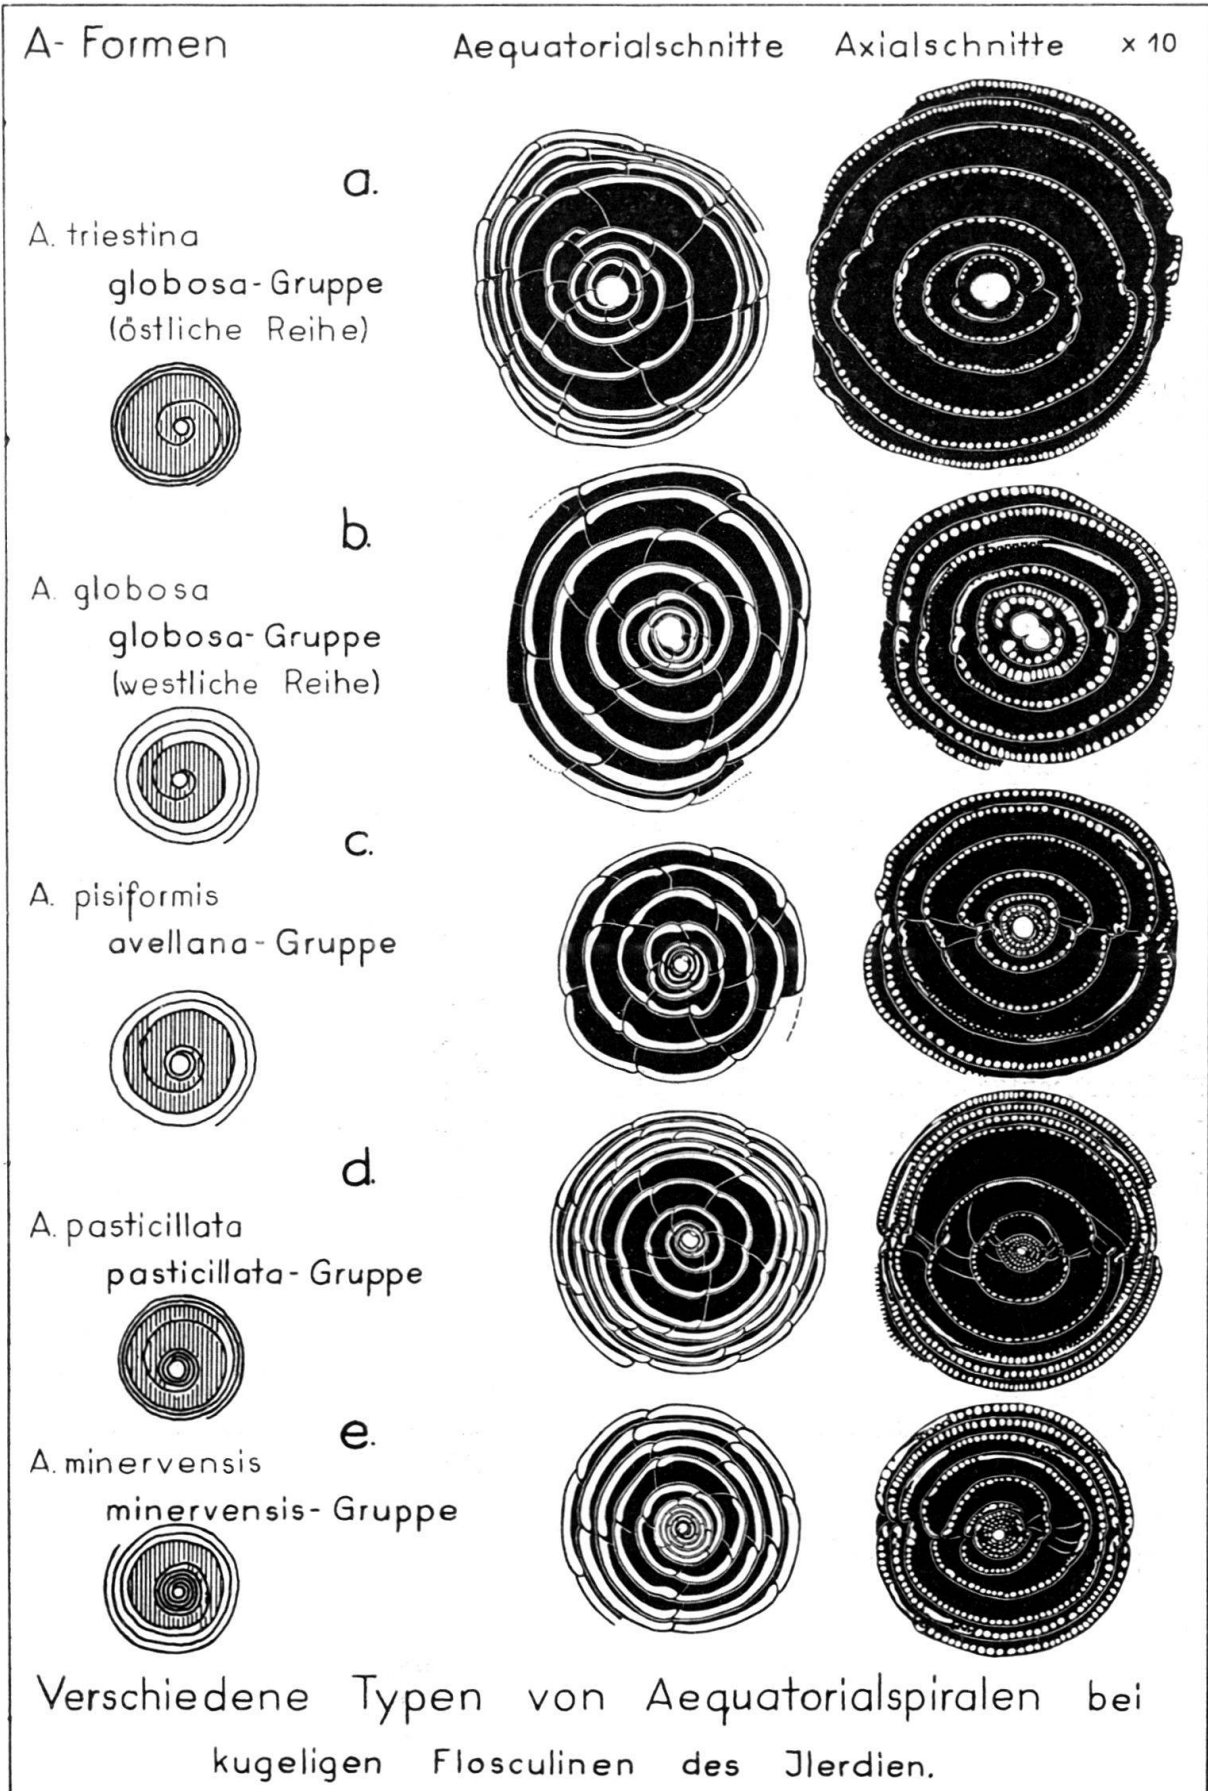 A- Formen Aequatorialschnitte Axialschnitte x 10
a.
A. triestina
globosa-Gruppe
(östliche Reihe)
b.
A. globosa
globosa-Gruppe
(westliche Reihe)
c.
A. pisiformis
avellana-Gruppe
d.
A. pasticillata
pasticillata-Gruppe
e.
A. minervensis
minervensis-Gruppe
Verschiedene Typen von Aequatorialspiralen bei
kugeligen Flosculinen des Jlerdien.